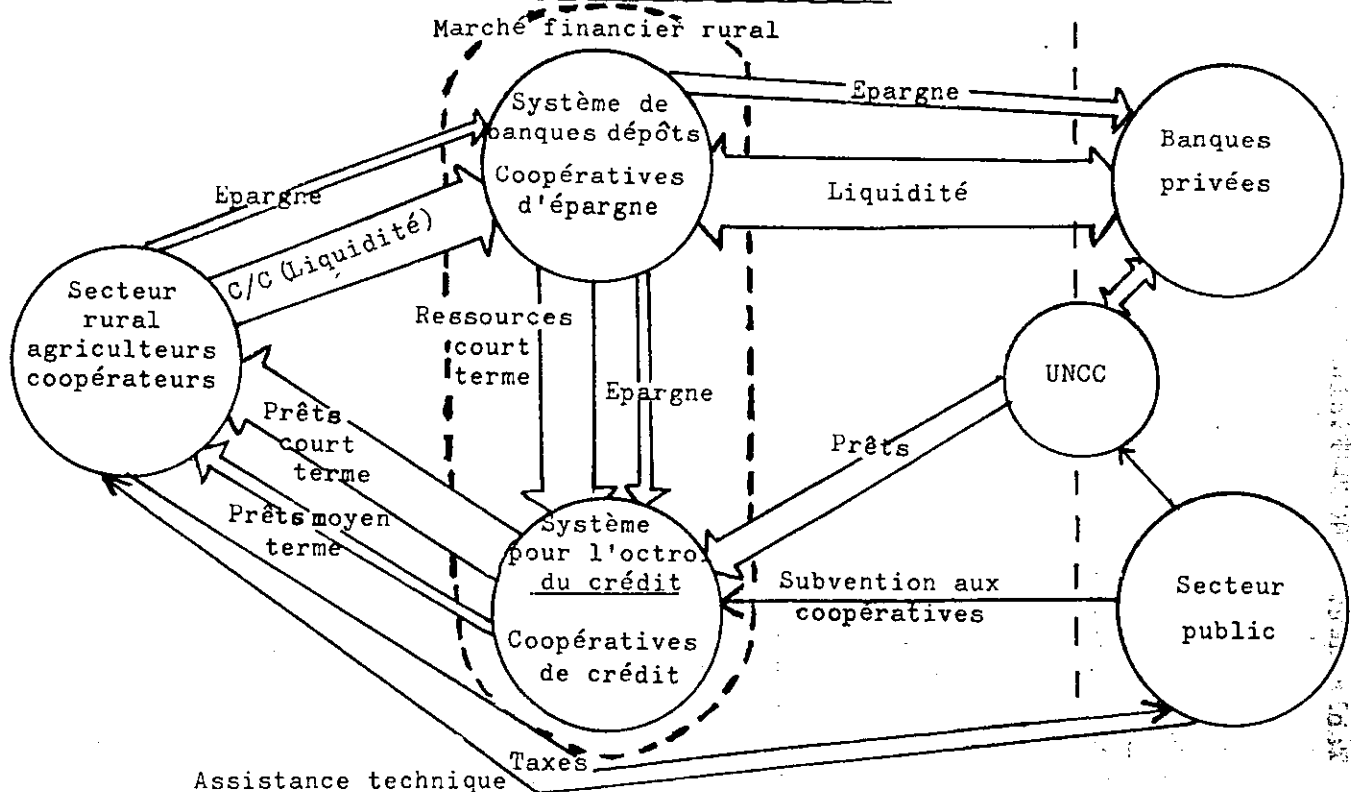 Marché financier rural
Système de
banques dépôts
Coopératives
d'épargne
Epargne
Banques
privées
Liquidité
Epargne
C/C (Liquidité)
Secteur
rural
agriculteurs
coopérateurs
Ressources
court
terme
Epargne
UNCC
Prêts
Prêts
court
terme
Prêts moyen
terme
Système
pour l'octroi
du crédit
Coopératives
de crédit
Subvention aux
coopératives
Secteur
public
Taxes
Assistance technique